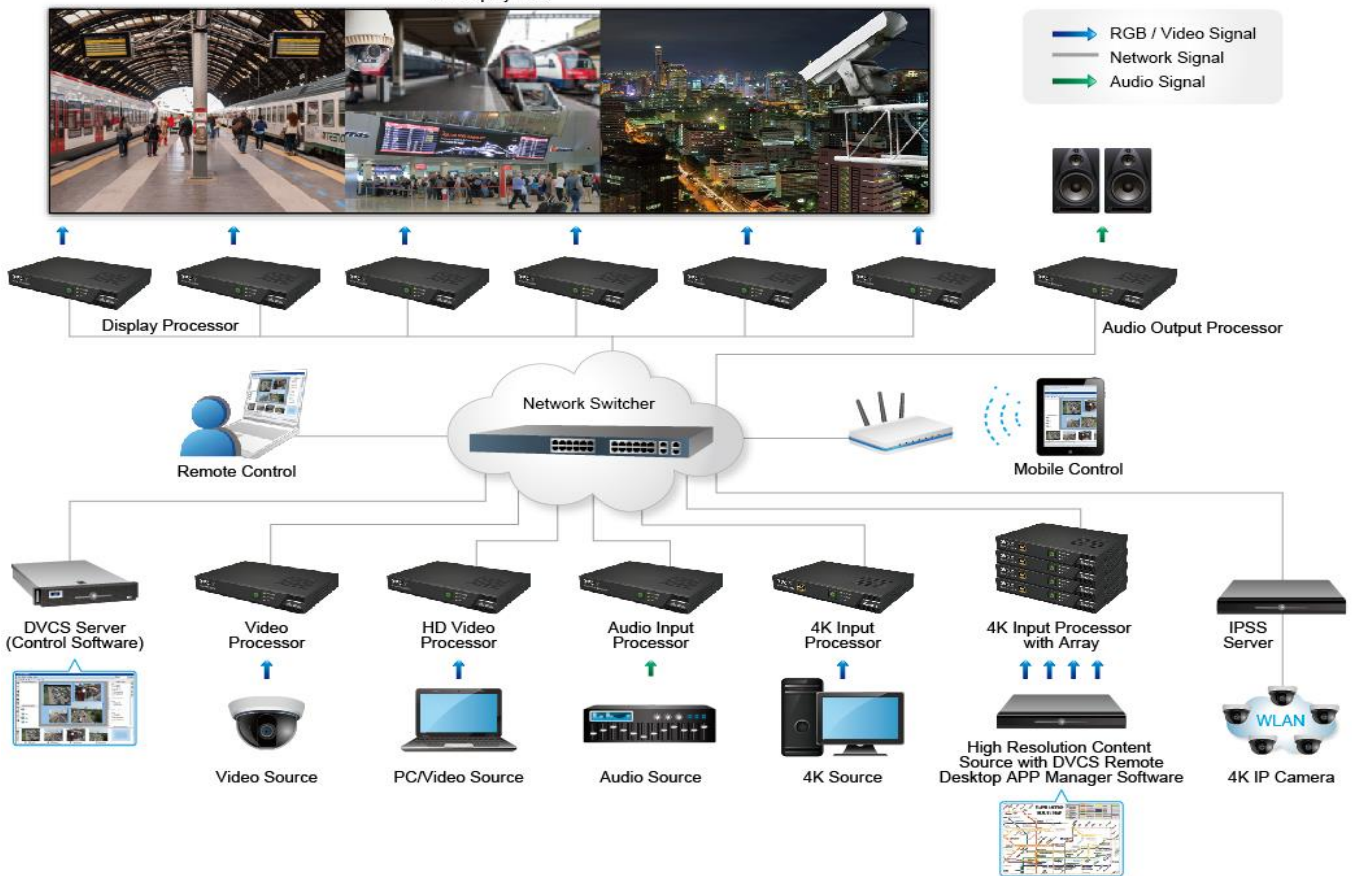 RGB / Video Signal
Network Signal
Audio Signal
Display Processor
Audio Output Processor
Network Switcher
Remote Control
Mobile Control
DVCS Server
(Control Software)
Video
Processor
HD Video
Processor
Audio Input
Processor
4K Input
Processor
4K Input Processor
with Array
IPSS
Server
Video Source
PC/Video Source
Audio Source
4K Source
High Resolution Content
Source with DVCS Remote
Desktop APP Manager Software
WLAN
4K IP Camera